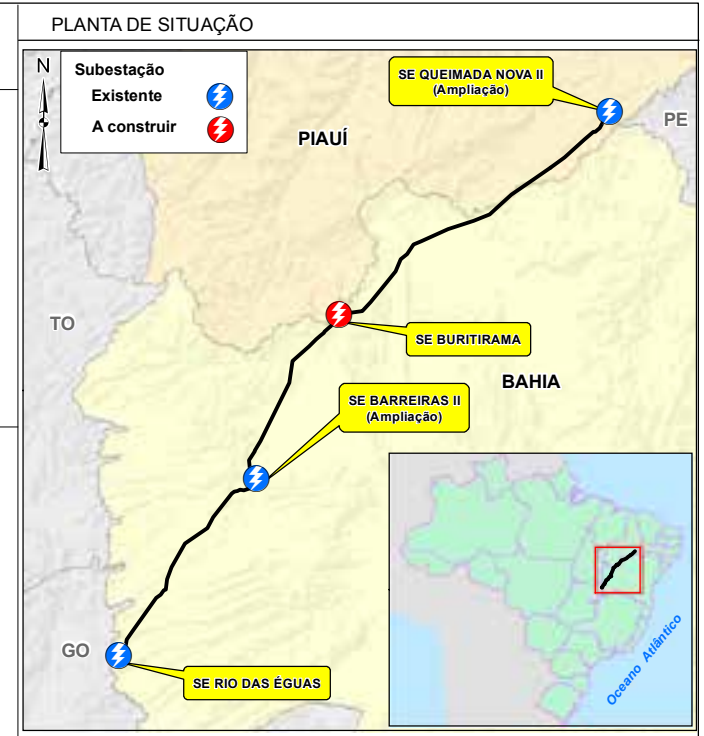 PLANTA DE SITUAÇÃO
N
Subestação
Existente
A construir
SE QUEIMADA NOVA II
(Ampliação)
PE
PIAUÍ
TO
SE BURITIRAMA
BAHIA
SE BARREIRAS II
(Ampliação)
GO
SE RIO DAS ÉGUAS
Oceano Atlântico